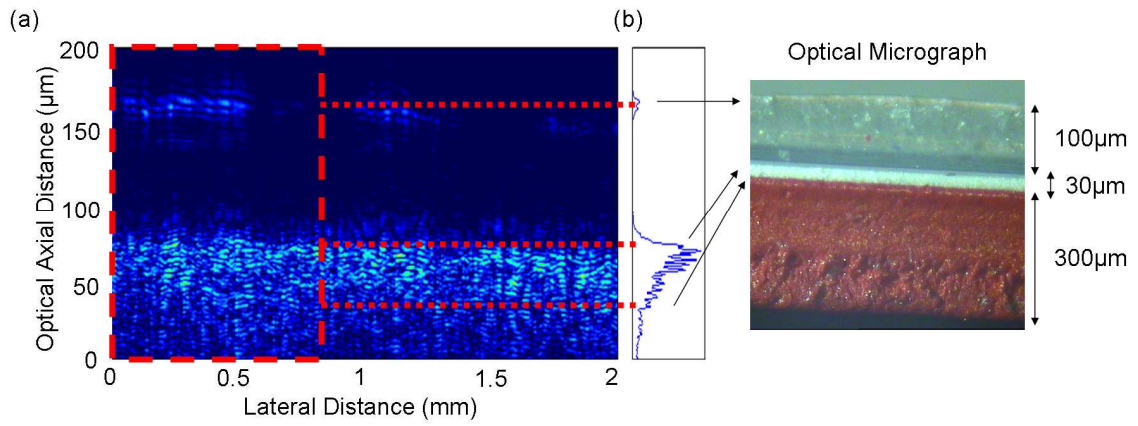 (a)
(b)
200
150
100
50
0
Optical Axial Distance (µm)
0
0.5
1
1.5
2
Lateral Distance (mm)
Optical Micrograph
100µm
30µm
300µm